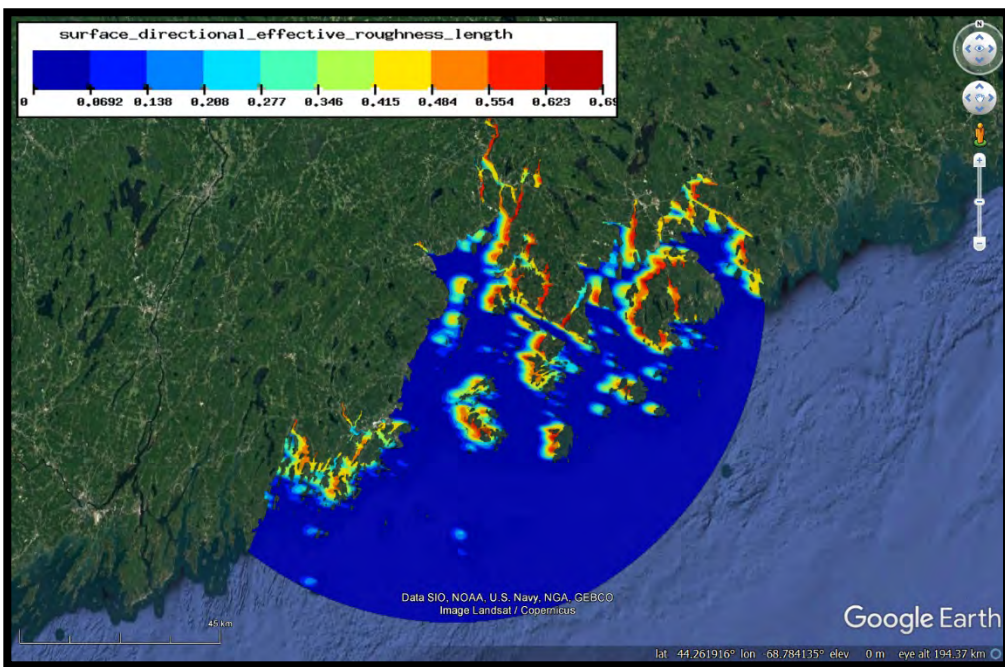 surface_directional_effective_roughness_length
0 0.0692 0.138 0.208 0.277 0.346 0.415 0.484 0.554 0.623 0.69
N
Data SIO, NOAA, U.S. Navy, NGA, GEBCO
Image Landsat / Copernicus
Google Earth
45 km
lat 44.261916° lon -68.784135° elev 0 m eye alt 194.37 km